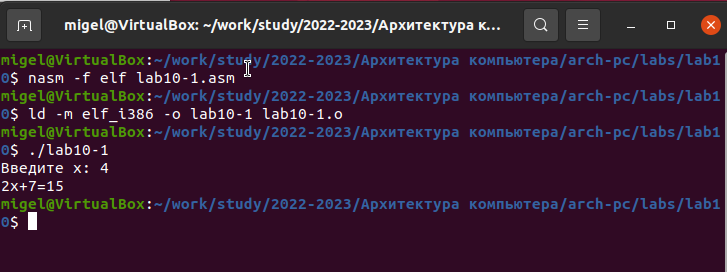 migel@VirtualBox: ~/work/study/2022-2023/Архитектура к…
migel@VirtualBox:~/work/study/2022-2023/Архитектура компьютера/arch-pc/labs/lab1
0$ nasm -f elf lab10-1.asm
migel@VirtualBox:~/work/study/2022-2023/Архитектура компьютера/arch-pc/labs/lab1
0$ ld -m elf_i386 -o lab10-1 lab10-1.o
migel@VirtualBox:~/work/study/2022-2023/Архитектура компьютера/arch-pc/labs/lab1
0$ ./lab10-1
Введите x: 4
2x+7=15
migel@VirtualBox:~/work/study/2022-2023/Архитектура компьютера/arch-pc/labs/lab1
0$